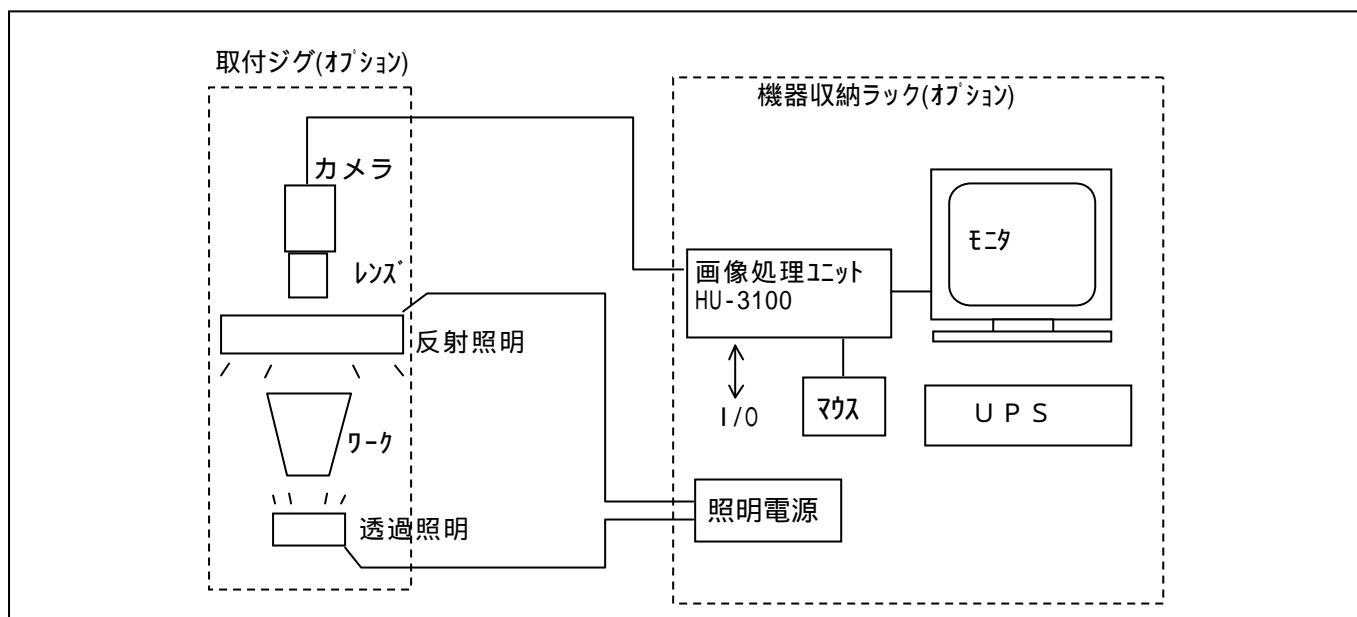 取付ジグ(ｵﾌﾟｼｮﾝ)
機器収納ラック(ｵﾌﾟｼｮﾝ)
カメラ
ﾚﾝｽﾞ
反射照明
ﾜｰｸ
透過照明
画像処理ﾕﾆｯﾄ
HU-3100
ﾓﾆﾀ
I/O
ﾏｳｽ
ＵＰＳ
照明電源